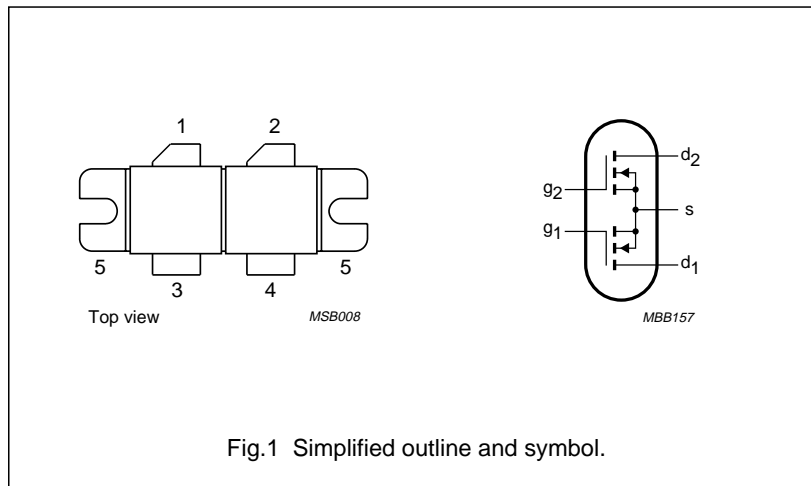 1 2
5 5
3 4
Top view MSB008
d2
g2
s
g1
d1
MBB157
Fig.1 Simplified outline and symbol.